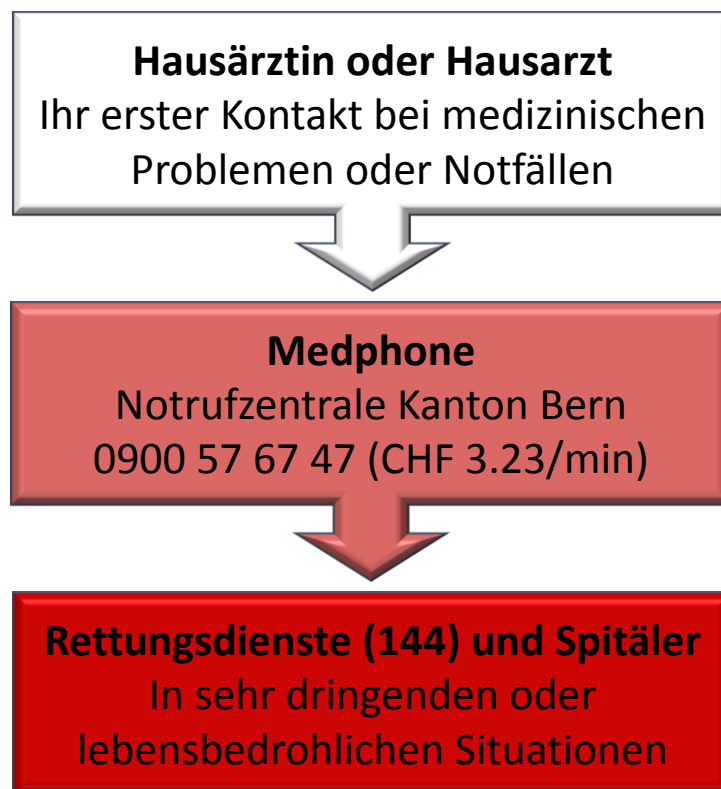 Hausärztin oder Hausarzt
Ihr erster Kontakt bei medizinischen
Problemen oder Notfällen
Medphone
Notrufzentrale Kanton Bern
0900 57 67 47 (CHF 3.23/min)
Rettungsdienste (144) und Spitäler
In sehr dringenden oder
lebensbedrohlichen Situationen